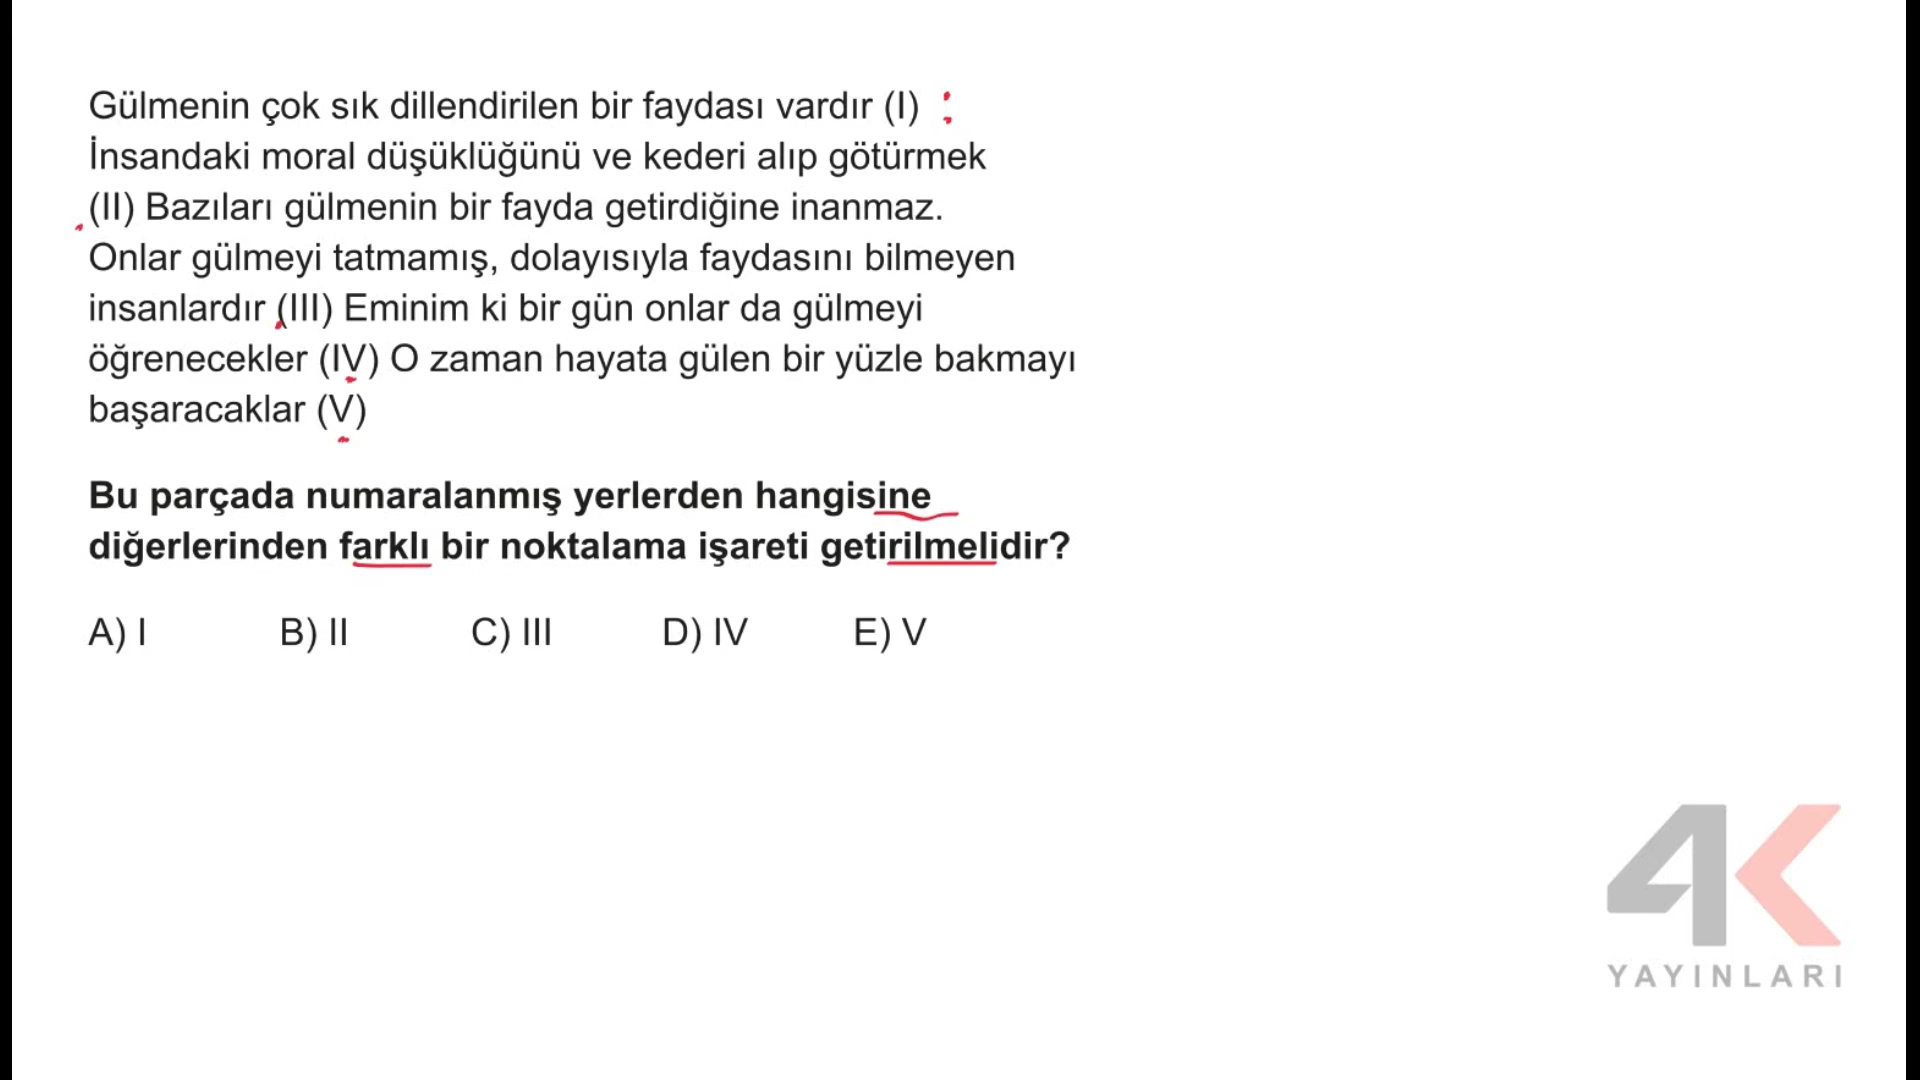 Gülmenin çok sık dillendirilen bir faydası vardır (I) :
İnsandaki moral düşüklüğünü ve kederi alıp götürmek
. (II) Bazıları gülmenin bir fayda getirdiğine inanmaz.
Onlar gülmeyi tatmamış, dolayısıyla faydasını bilmeyen
insanlardır (III) Eminim ki bir gün onlar da gülmeyi
öğrenecekler (IV) O zaman hayata gülen bir yüzle bakmayı
başaracaklar (V)
Bu parçada numaralanmış yerlerden hangisine
diğerlerinden farklı bir noktalama işareti getirilmelidir?
A) I B) II C) III D) IV E) V
4K
YAYINLARI